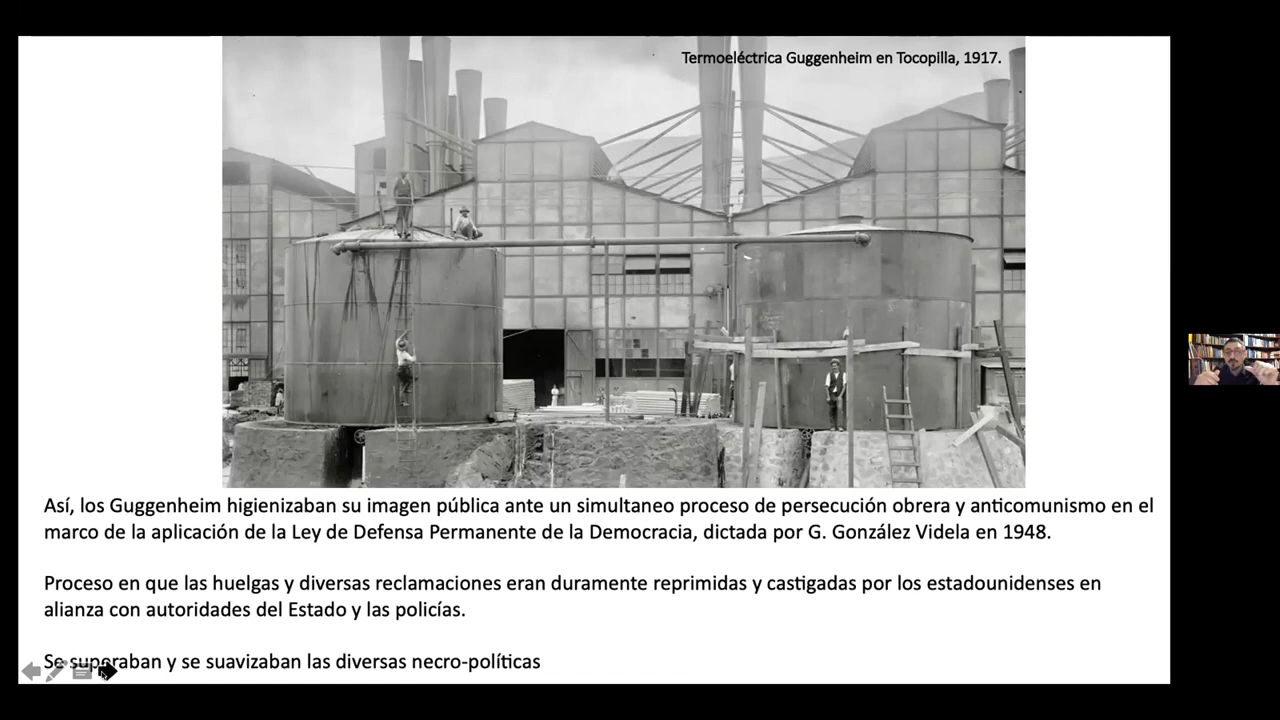 Termoeléctrica Guggenheim en Tocopilla, 1917.
Así, los Guggenheim higienizaban su imagen pública ante un simultaneo proceso de persecución obrera y anticomunismo en el
marco de la aplicación de la Ley de Defensa Permanente de la Democracia, dictada por G. González Videla en 1948.
Proceso en que las huelgas y diversas reclamaciones eran duramente reprimidas y castigadas por los estadounidenses en
alianza con autoridades del Estado y las policías.
Se superaban y se suavizaban las diversas necro-políticas